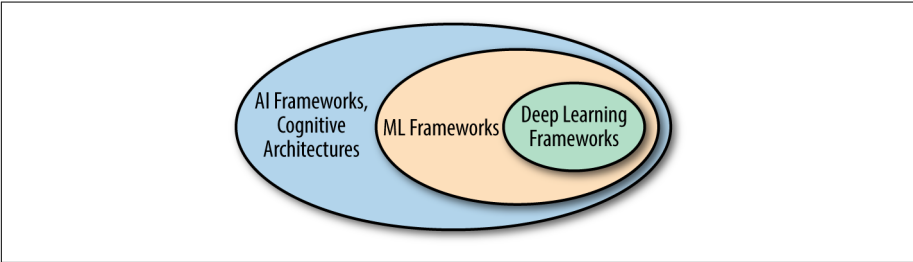 AI Frameworks,
Cognitive
Architectures
ML Frameworks
Deep Learning
Frameworks